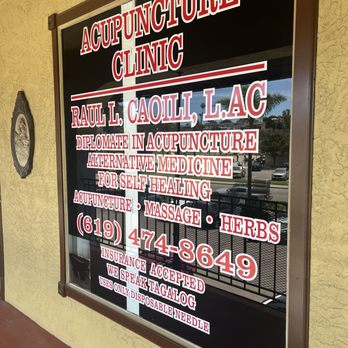 ACUPUNCTURE
CLINIC
RAUL L. CAOILI, L.AC
DIPLOMATE IN ACUPUNCTURE
ALTERNATIVE MEDICINE
FOR SELF HEALING
ACUPUNCTURE • MASSAGE • HERBS
(619) 474-8649
INSURANCE ACCEPTED
WE SPEAK TAGALOG
USES ONLY DISPOSABLE NEEDLE